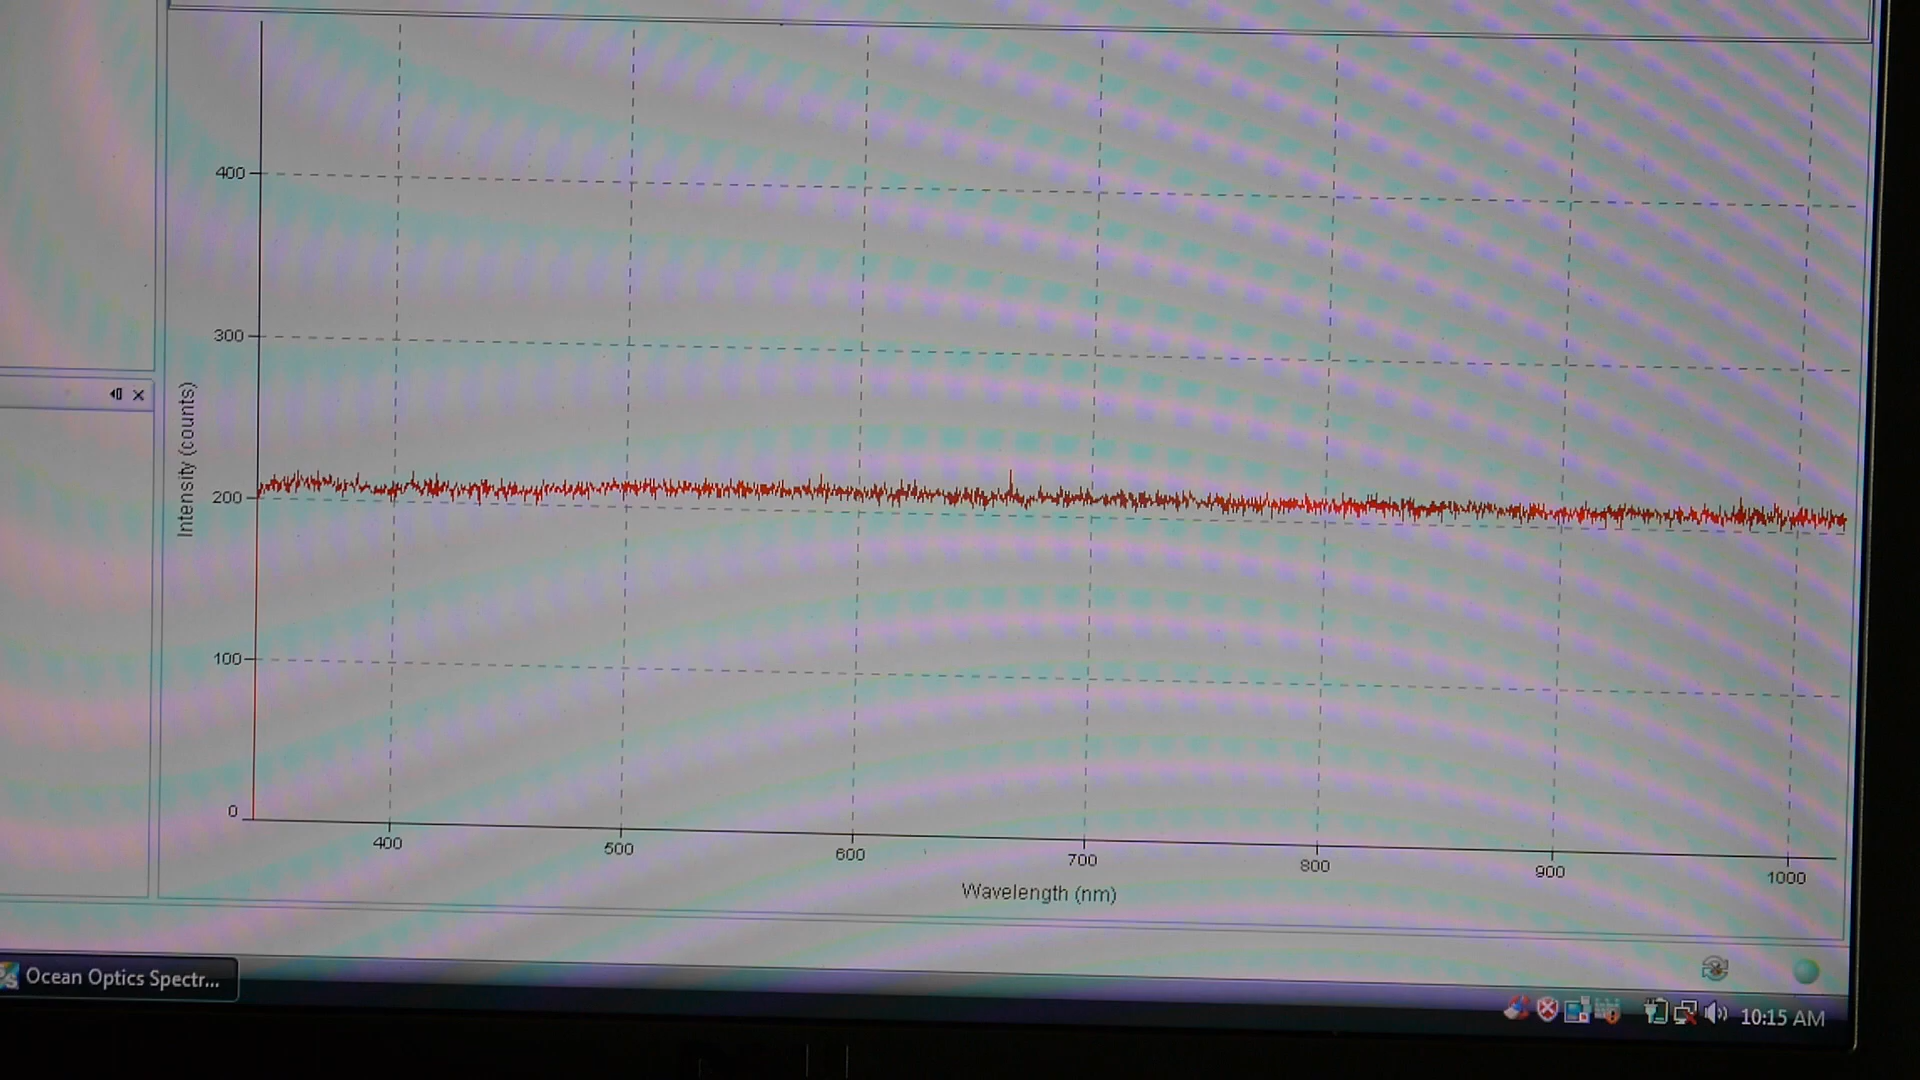 400
300
200
100
0
Intensity (counts)
400 500 600 700 800 900 1000
Wavelength (nm)
Ocean Optics Spectr...
10:15 AM